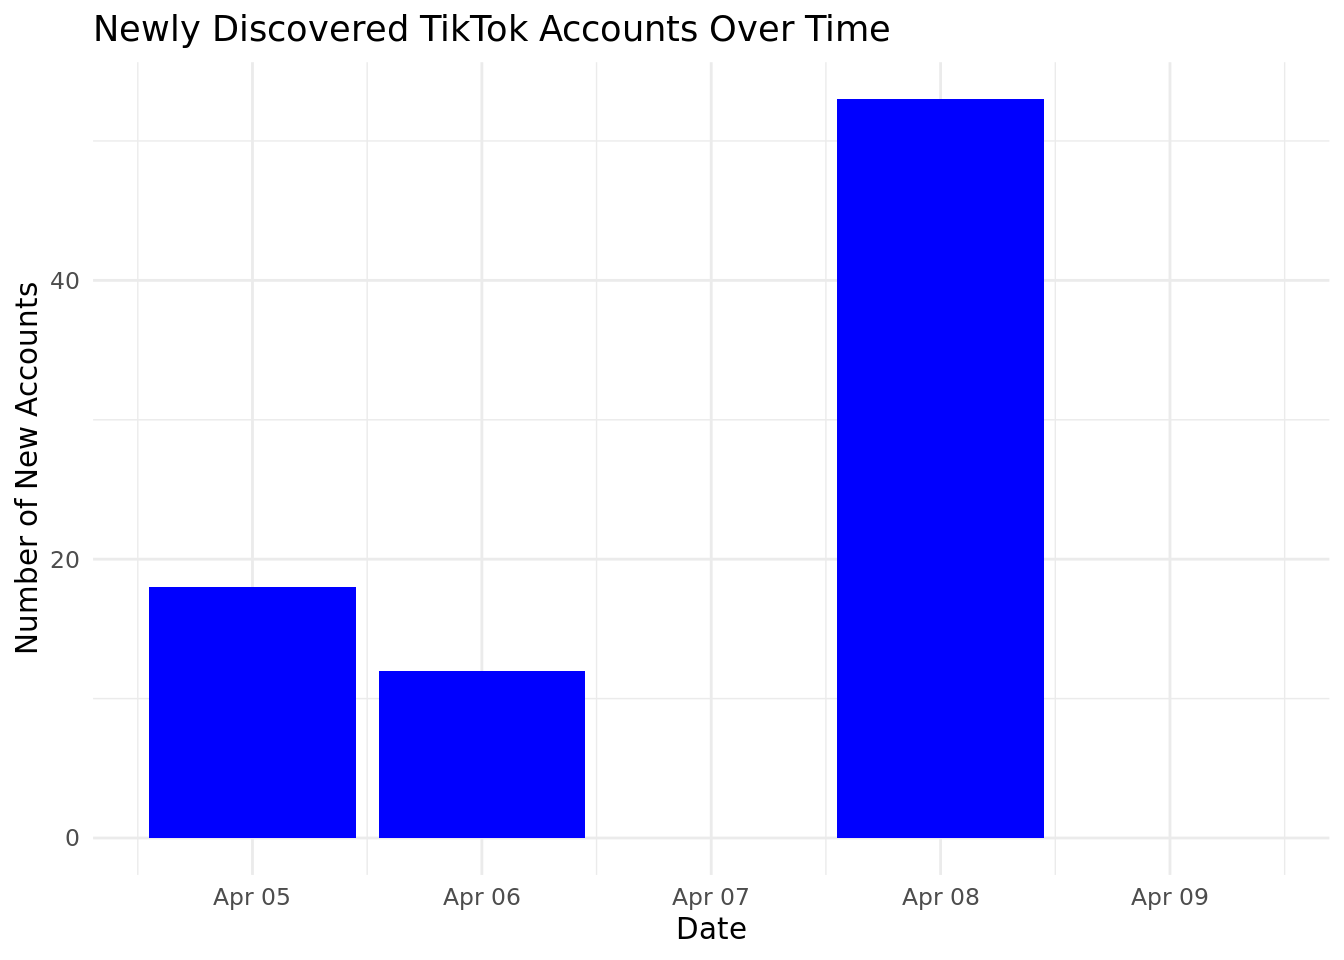 Newly Discovered TikTok Accounts Over Time
Number of New Accounts
40
20
0
Apr 05
Apr 06
Apr 07
Apr 08
Apr 09
Date